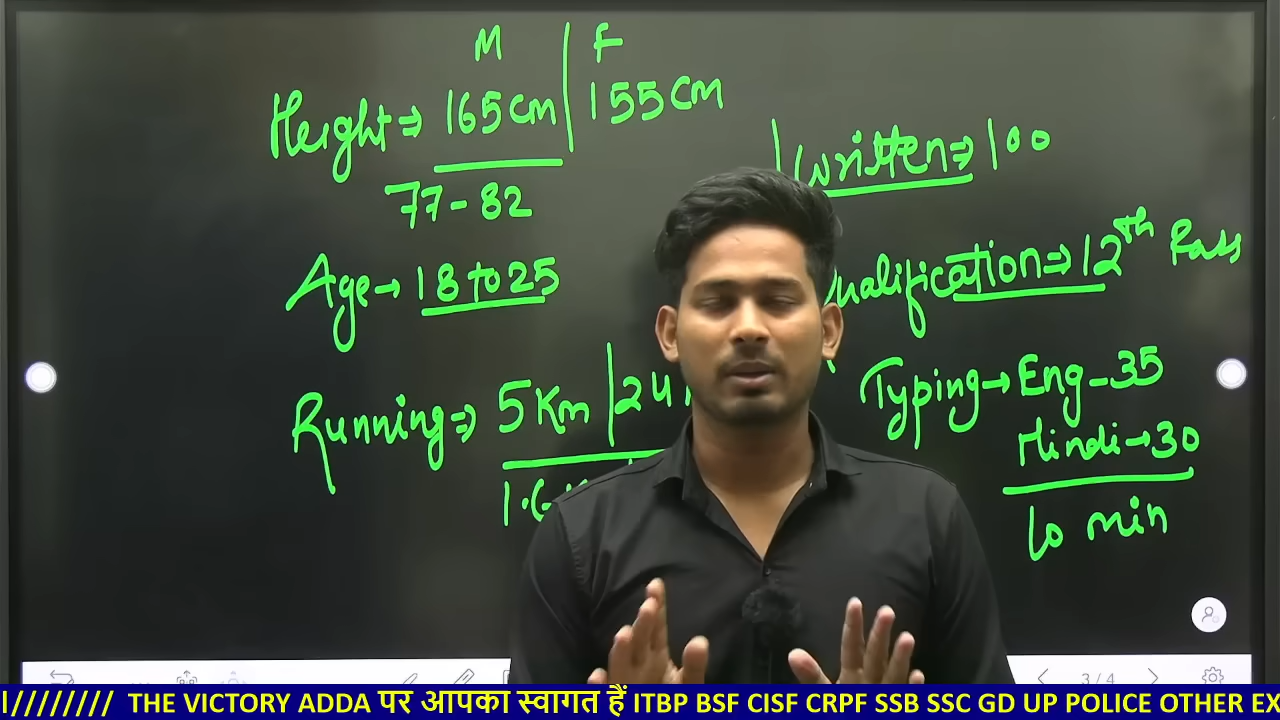 M F
Height ⇒ 165cm 155cm
77-82
Age → 18 to 25
Running ⇒ 5 Km 24
Written ⇒ 100
Qualification ⇒ 12th Pass
Typing → Eng - 35
Hindi → 30
10 min
3 / 4
THE VICTORY ADDA पर आपका स्वागत हैं ITBP BSF CISF CRPF SSB SSC GD UP POLICE OTHER EX